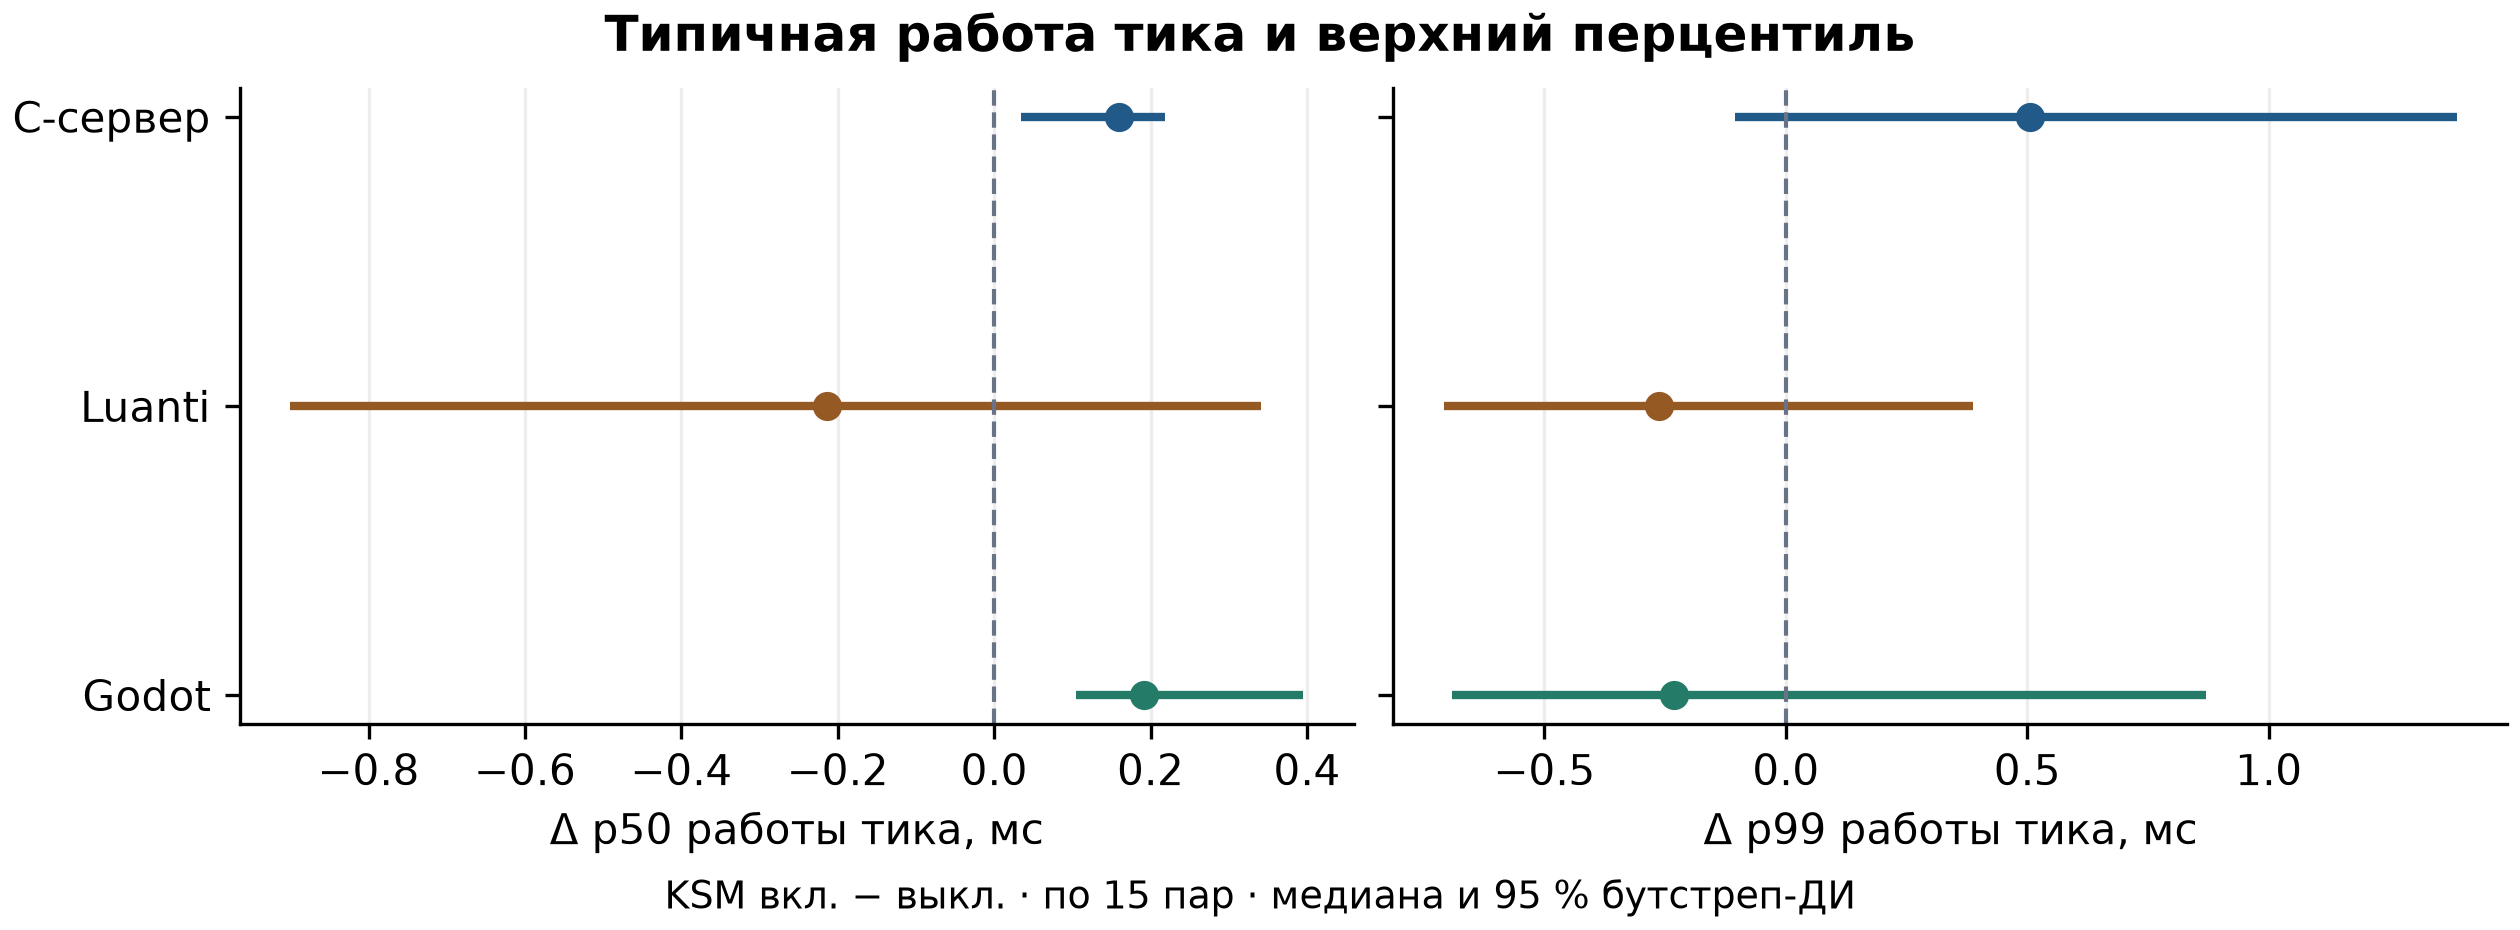 Типичная работа тика и верхний перцентиль
C-сервер
Luanti
Godot
−0.8 −0.6 −0.4 −0.2 0.0 0.2 0.4
Δ p50 работы тика, мс
−0.5 0.0 0.5 1.0
Δ p99 работы тика, мс
KSM вкл. − выкл. · по 15 пар · медиана и 95 % бутстреп-ДИ